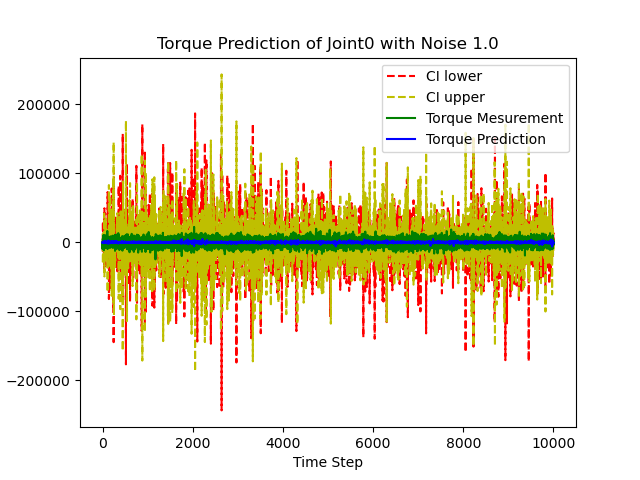 Torque Prediction of Joint0 with Noise 1.0
CI lower
CI upper
Torque Mesurement
Torque Prediction
200000
100000
0
−100000
−200000
0 2000 4000 6000 8000 10000
Time Step